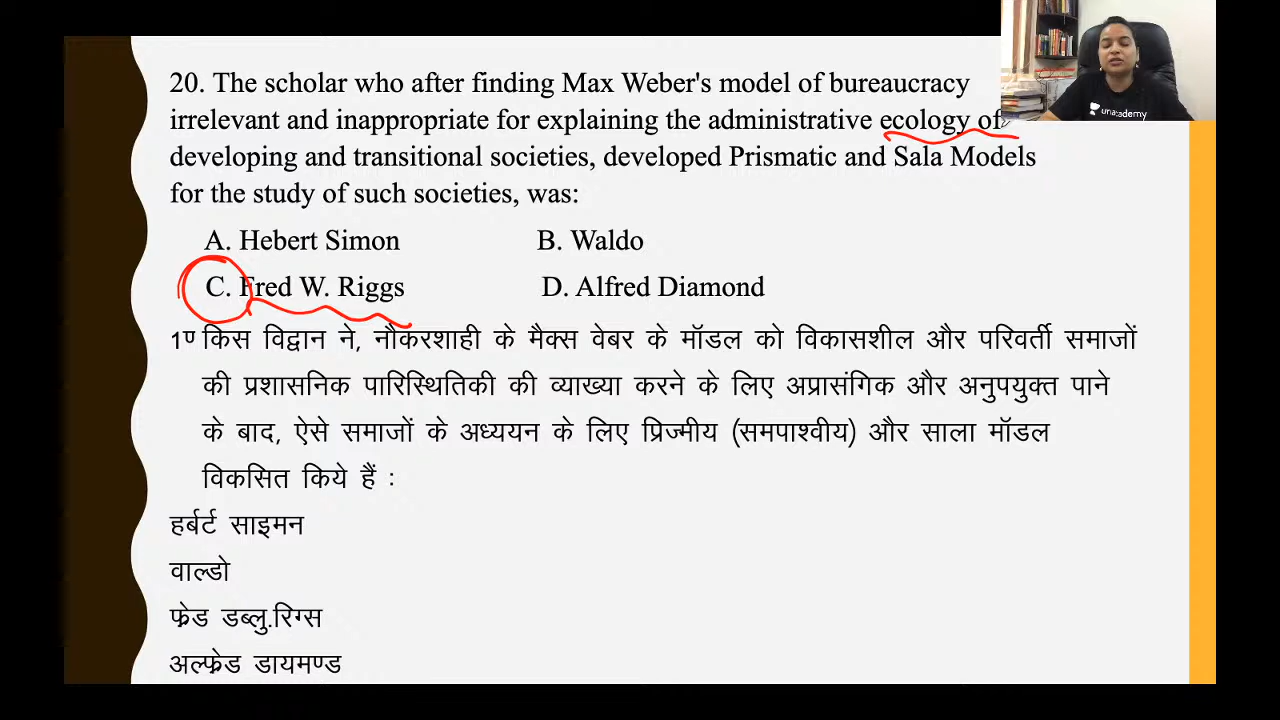 20. The scholar who after finding Max Weber's model of bureaucracy
irrelevant and inappropriate for explaining the administrative ecology of
developing and transitional societies, developed Prismatic and Sala Models
for the study of such societies, was:
A. Hebert Simon B. Waldo
C. Fred W. Riggs D. Alfred Diamond
1ण किस विद्वान ने, नौकरशाही के मैक्स वेबर के मॉडल को विकासशील और परिवर्ती समाजों
की प्रशासनिक पारिस्थितिकी की व्याख्या करने के लिए अप्रासंगिक और अनुपयुक्त पाने
के बाद, ऐसे समाजों के अध्ययन के लिए प्रिज्मीय (समपाश्वीय) और साला मॉडल
विकसित किये हैं :
हर्बर्ट साइमन
वाल्डो
फ्रेड डब्लु.रिग्स
अल्फ्रेड डायमण्ड
unacademy